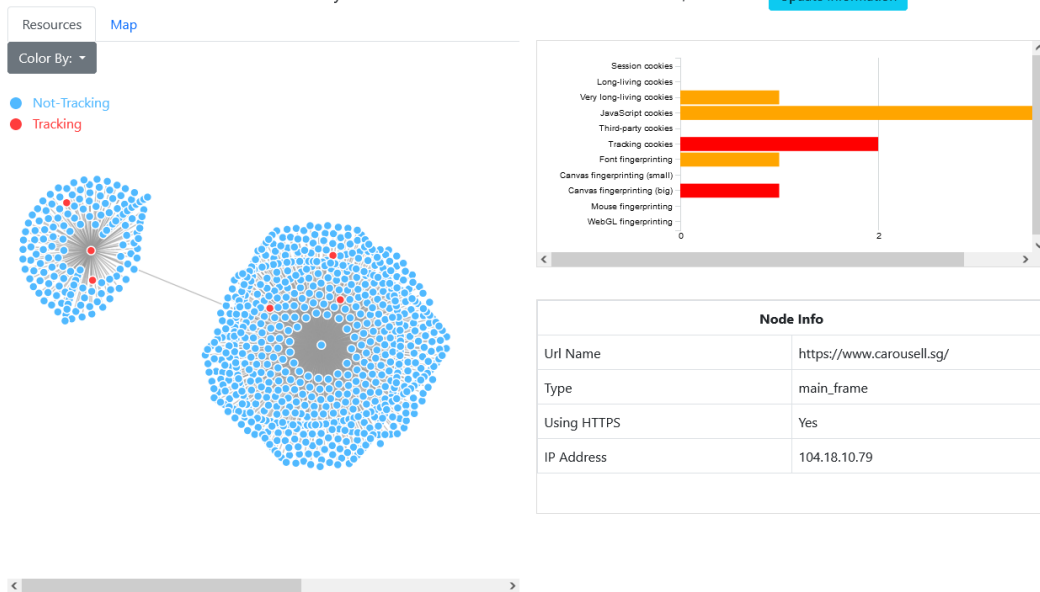 Resources Map
Color By:
Not-Tracking
Tracking
Session cookies
Long-living cookies
Very long-living cookies
JavaScript cookies
Third-party cookies
Tracking cookies
Font fingerprinting
Canvas fingerprinting (small)
Canvas fingerprinting (big)
Mouse fingerprinting
WebGL fingerprinting
0 2
Node Info
Url Name https://www.carousell.sg/
Type main_frame
Using HTTPS Yes
IP Address 104.18.10.79